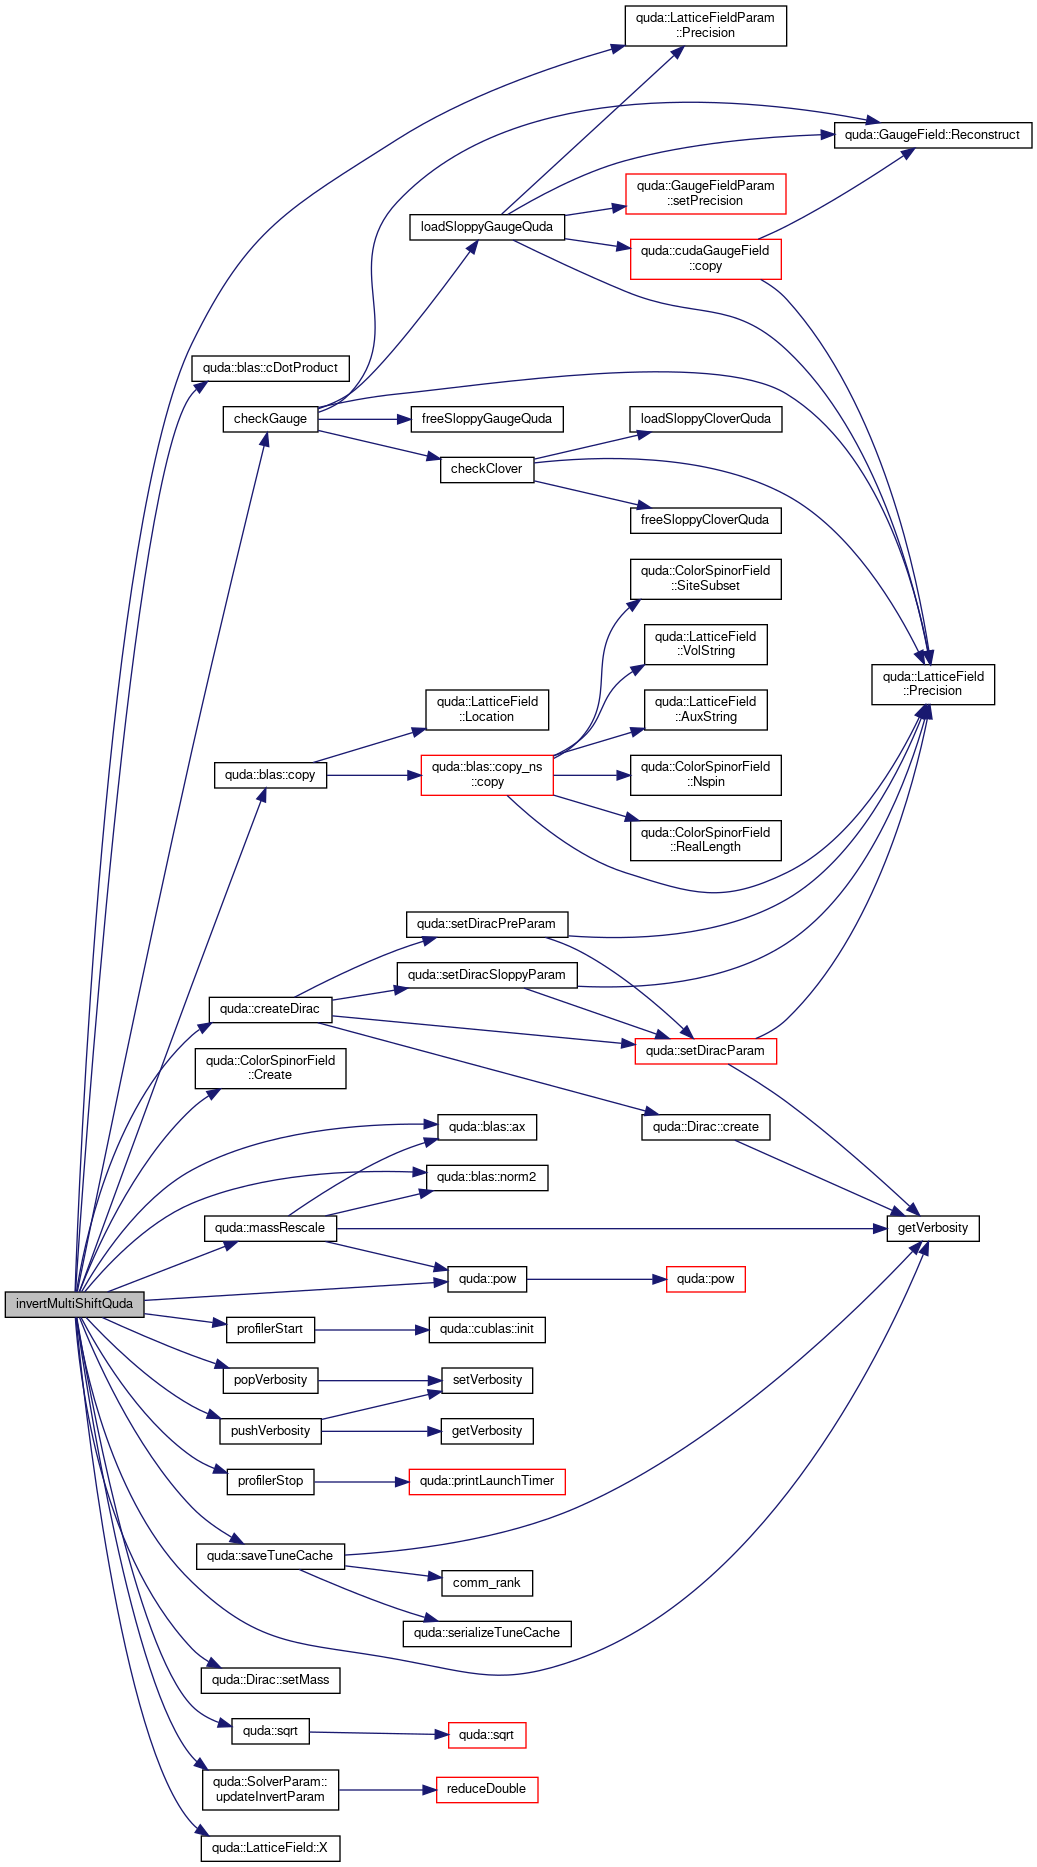 quda::LatticeFieldParam
::Precision
quda::GaugeField::Reconstruct
quda::GaugeFieldParam
::setPrecision
loadSloppyGaugeQuda
quda::cudaGaugeField
::copy
quda::blas::cDotProduct
checkGauge
freeSloppyGaugeQuda
loadSloppyCloverQuda
checkClover
freeSloppyCloverQuda
quda::ColorSpinorField
::SiteSubset
quda::LatticeField
::VolString
quda::LatticeField
::Precision
quda::LatticeField
::Location
quda::LatticeField
::AuxString
quda::blas::copy
quda::blas::copy_ns
::copy
quda::ColorSpinorField
::Nspin
quda::ColorSpinorField
::RealLength
quda::setDiracPreParam
quda::setDiracSloppyParam
quda::createDirac
quda::setDiracParam
quda::ColorSpinorField
::Create
quda::blas::ax
quda::Dirac::create
quda::blas::norm2
quda::massRescale
getVerbosity
quda::pow
quda::pow
invertMultiShiftQuda
profilerStart
quda::cublas::init
popVerbosity
setVerbosity
pushVerbosity
getVerbosity
profilerStop
quda::printLaunchTimer
quda::saveTuneCache
comm_rank
quda::serializeTuneCache
quda::Dirac::setMass
quda::sqrt
quda::sqrt
quda::SolverParam::
updateInvertParam
reduceDouble
quda::LatticeField::X